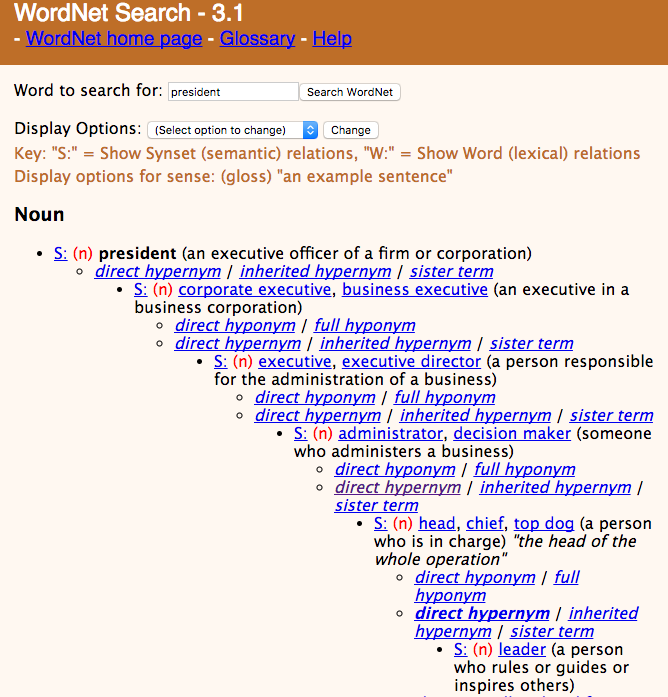 WordNet Search - 3.1
- WordNet home page - Glossary - Help
Word to search for: president Search WordNet
Display Options: (Select option to change) Change
Key: "S:" = Show Synset (semantic) relations, "W:" = Show Word (lexical) relations
Display options for sense: (gloss) "an example sentence"
Noun
• S: (n) president (an executive officer of a firm or corporation)
◦ direct hypernym / inherited hypernym / sister term
• S: (n) corporate executive, business executive (an executive in a
business corporation)
◦ direct hyponym / full hyponym
◦ direct hypernym / inherited hypernym / sister term
• S: (n) executive, executive director (a person responsible
for the administration of a business)
◦ direct hyponym / full hyponym
◦ direct hypernym / inherited hypernym / sister term
• S: (n) administrator, decision maker (someone
who administers a business)
◦ direct hyponym / full hyponym
◦ direct hypernym / inherited hypernym /
sister term
• S: (n) head, chief, top dog (a person
who is in charge) "the head of the
whole operation"
◦ direct hyponym / full
hyponym
◦ direct hypernym / inherited
hypernym / sister term
• S: (n) leader (a person
who rules or guides or
inspires others)